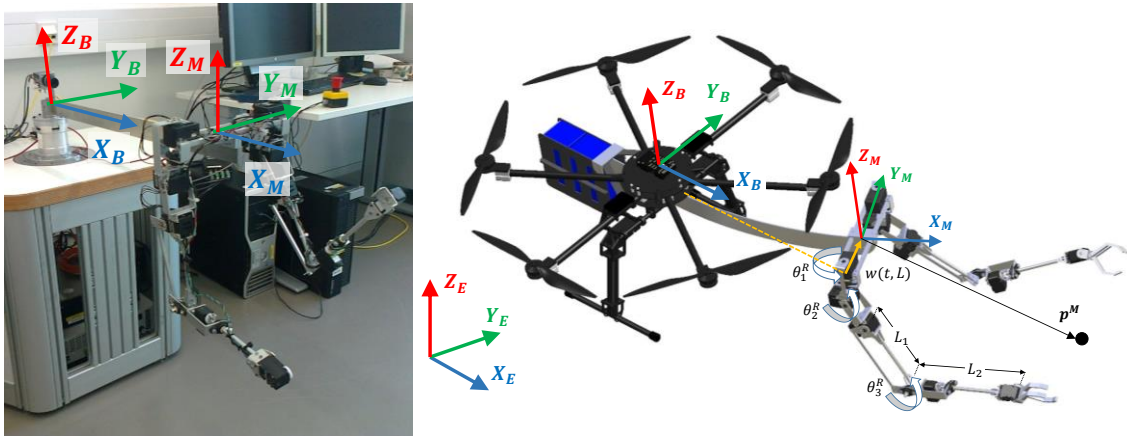 Z_B
Y_B
X_B
Z_M
Y_M
X_M
Z_B
Y_B
X_B
Z_M
Y_M
X_M
θ_1^R
w(t, L)
θ_2^R
p^M
L_1
L_2
θ_3^R
Z_E
Y_E
X_E